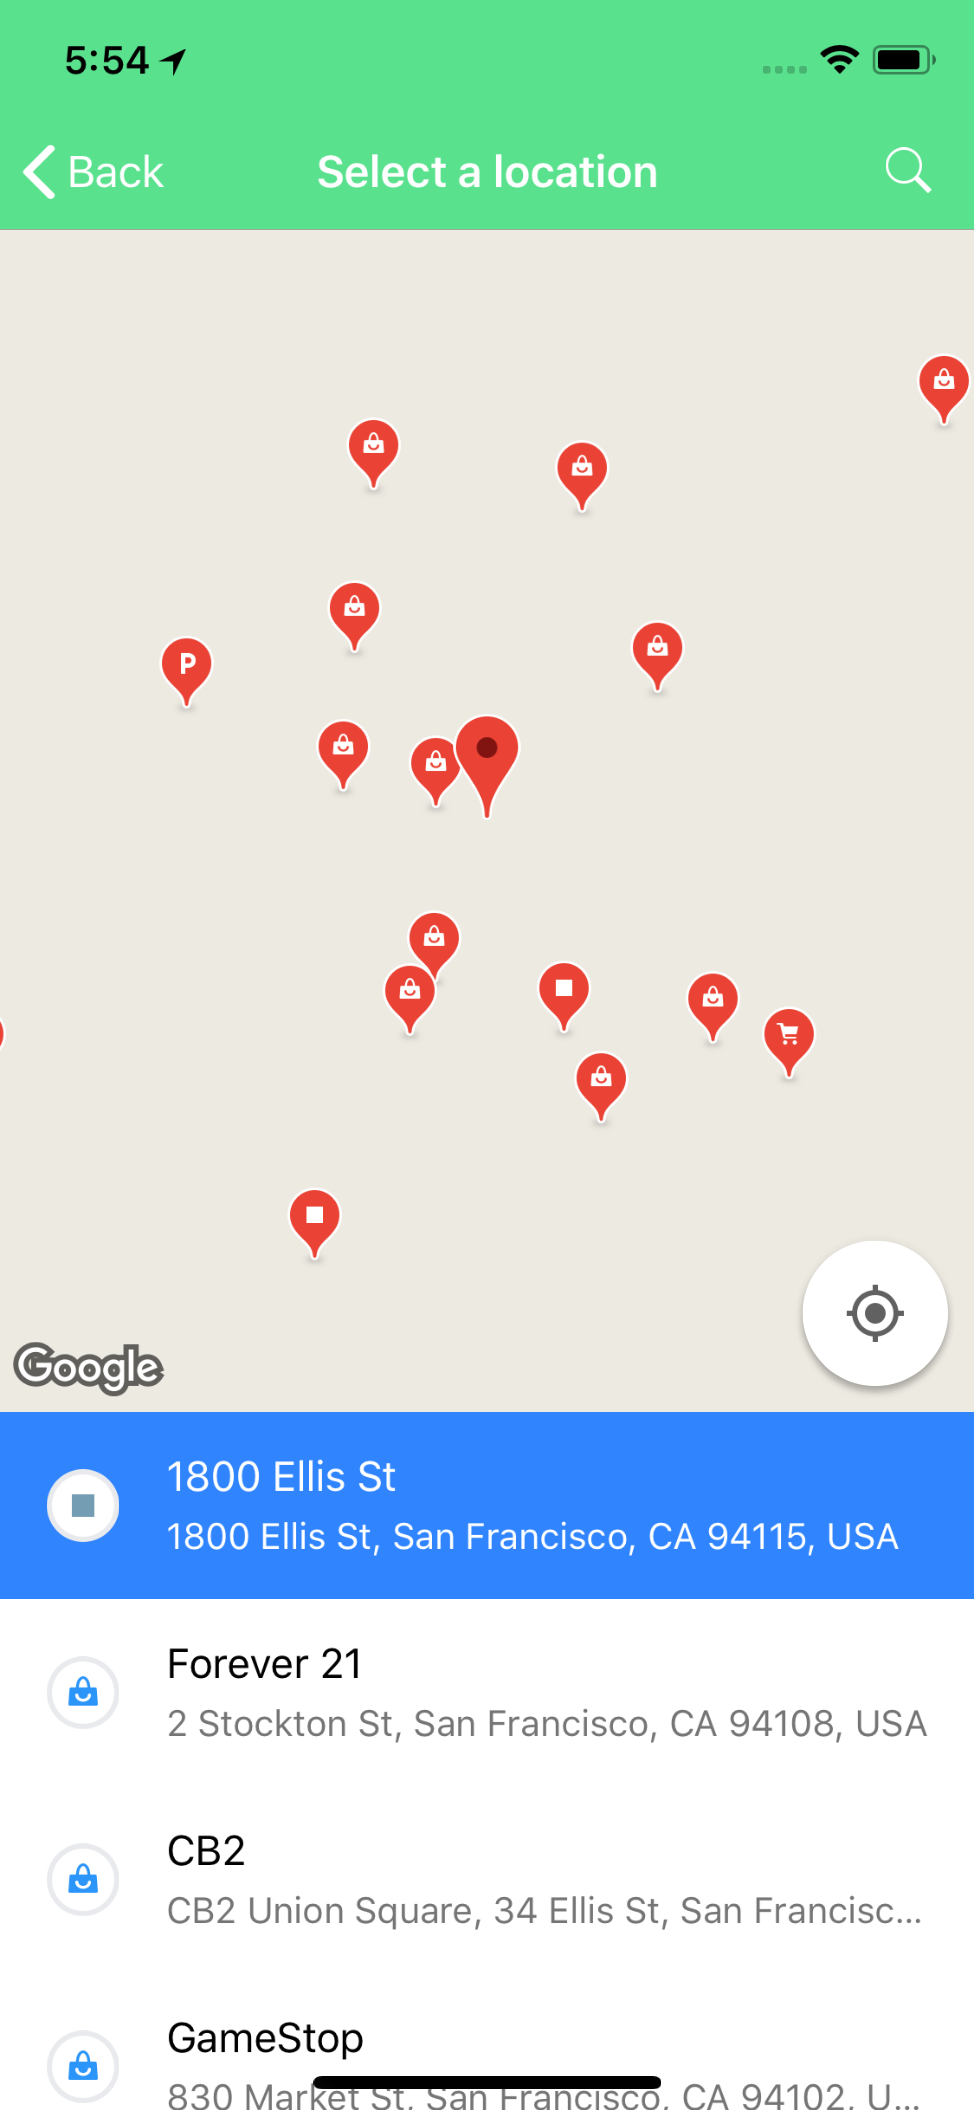 5:54
Back
Select a location
P
Google
1800 Ellis St
1800 Ellis St, San Francisco, CA 94115, USA
Forever 21
2 Stockton St, San Francisco, CA 94108, USA
CB2
CB2 Union Square, 34 Ellis St, San Francisc...
GameStop
830 Market St, San Francisco, CA 94102, U...